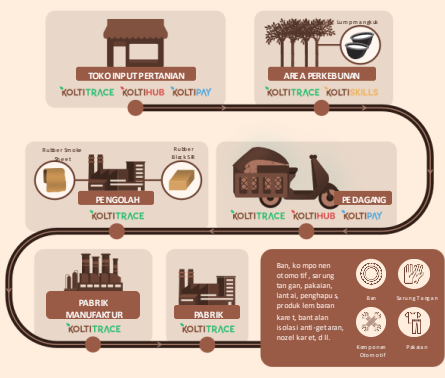 Lump mangkuk
TOKO INPUT PERTANIAN
AREA PERKEBUNAN
KOLTITRACE KOLTIHUB KOLTIPAY
KOLTITRACE KOLTISKILLS
Rubber Smoke
Sheet
Rubber
Block SIR
PENGOLAH
PEDAGANG
KOLTITRACE
KOLTITRACE KOLTIHUB KOLTIPAY
PABRIK
MANUFAKTUR
KOLTITRACE
PABRIK
KOLTITRACE
Ban, komponen
otomotif, sarung
tangan, pakaian,
lantai, penghapus,
produk lembaran
karet, bantalan
isolasi anti-getaran,
nozel karet, dll.
Ban
Sarung Tangan
Komponen
Otomotif
Pakaian